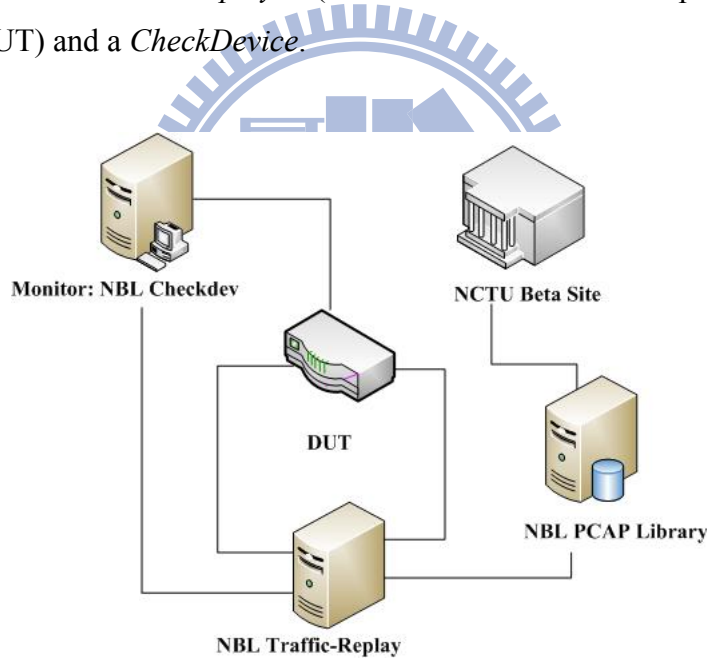 UT) and a CheckDevice.
Monitor: NBL Checkdev
NCTU Beta Site
DUT
NBL PCAP Library
NBL Traffic-Replay